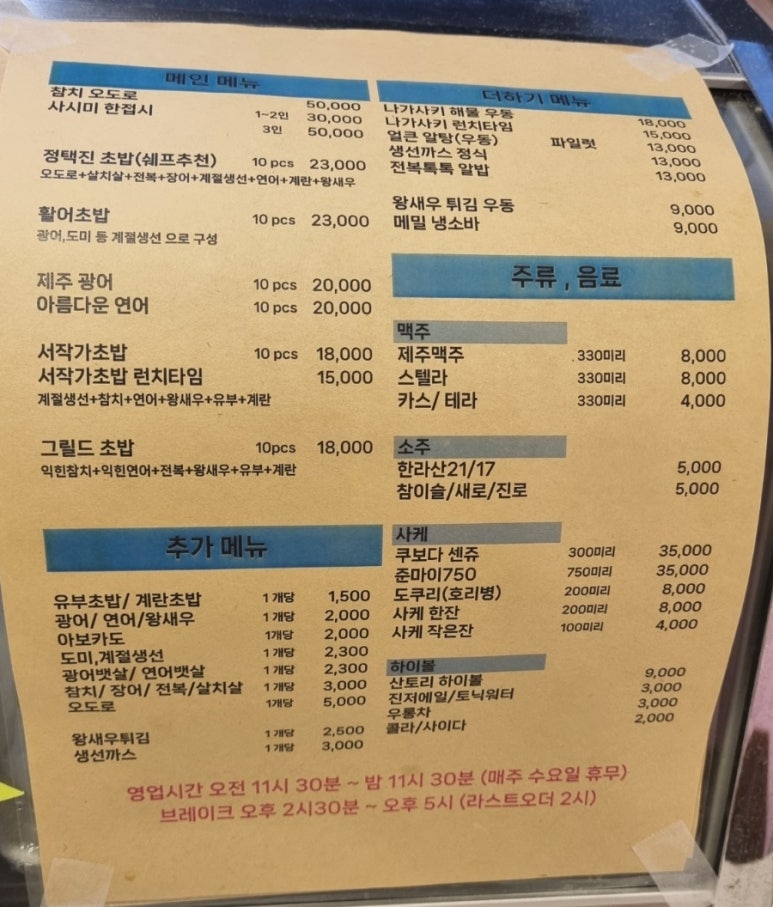 메인 메뉴
참치 오도로 50,000
사시미 한접시 1~2인 30,000
3인 50,000
정택진 초밥(쉐프추천) 10 pcs 23,000
오도로+살치살+전복+장어+계절생선+연어+계란+왕새우
활어초밥 10 pcs 23,000
광어,도미 등 계절생선 으로 구성
제주 광어 10 pcs 20,000
아름다운 연어 10 pcs 20,000
서작가초밥 10 pcs 18,000
서작가초밥 런치타임 15,000
계절생선+참치+연어+왕새우+유부+계란
그릴드 초밥 10pcs 18,000
익힌참치+익힌연어+전복+왕새우+유부+계란
추가 메뉴
유부초밥/ 계란초밥 1 개당 1,500
광어/ 연어/왕새우 1 개당 2,000
아보카도 1개당 2,000
도미,계절생선 1 개당 2,300
광어뱃살/ 연어뱃살 1 개당 2,300
참치/ 장어/ 전복/살치살 1 개당 3,000
오도로 1개당 5,000
왕새우튀김 1 개당 2,500
생선까스 1 개당 3,000
더하기 메뉴
나가사키 해물 우동 18,000
나가사키 런치타임 15,000
얼큰 알탕(우동) 파일럿 13,000
생선까스 정식 13,000
전복톡톡 알밥 13,000
왕새우 튀김 우동 9,000
메밀 냉소바 9,000
주류 , 음료
맥주
제주맥주 330미리 8,000
스텔라 330미리 8,000
카스/ 테라 330미리 4,000
소주
한라산21/17 5,000
참이슬/새로/진로 5,000
사케
쿠보다 센쥬 300미리 35,000
준마이750 750미리 35,000
도쿠리(호리병) 200미리 8,000
사케 한잔 200미리 8,000
사케 작은잔 100미리 4,000
하이볼
산토리 하이볼 9,000
진저에일/토닉워터 3,000
우롱차 3,000
콜라/사이다 2,000
영업시간 오전 11시 30분 ~ 밤 11시 30분 (매주 수요일 휴무)
브레이크 오후 2시30분 ~ 오후 5시 (라스트오더 2시)